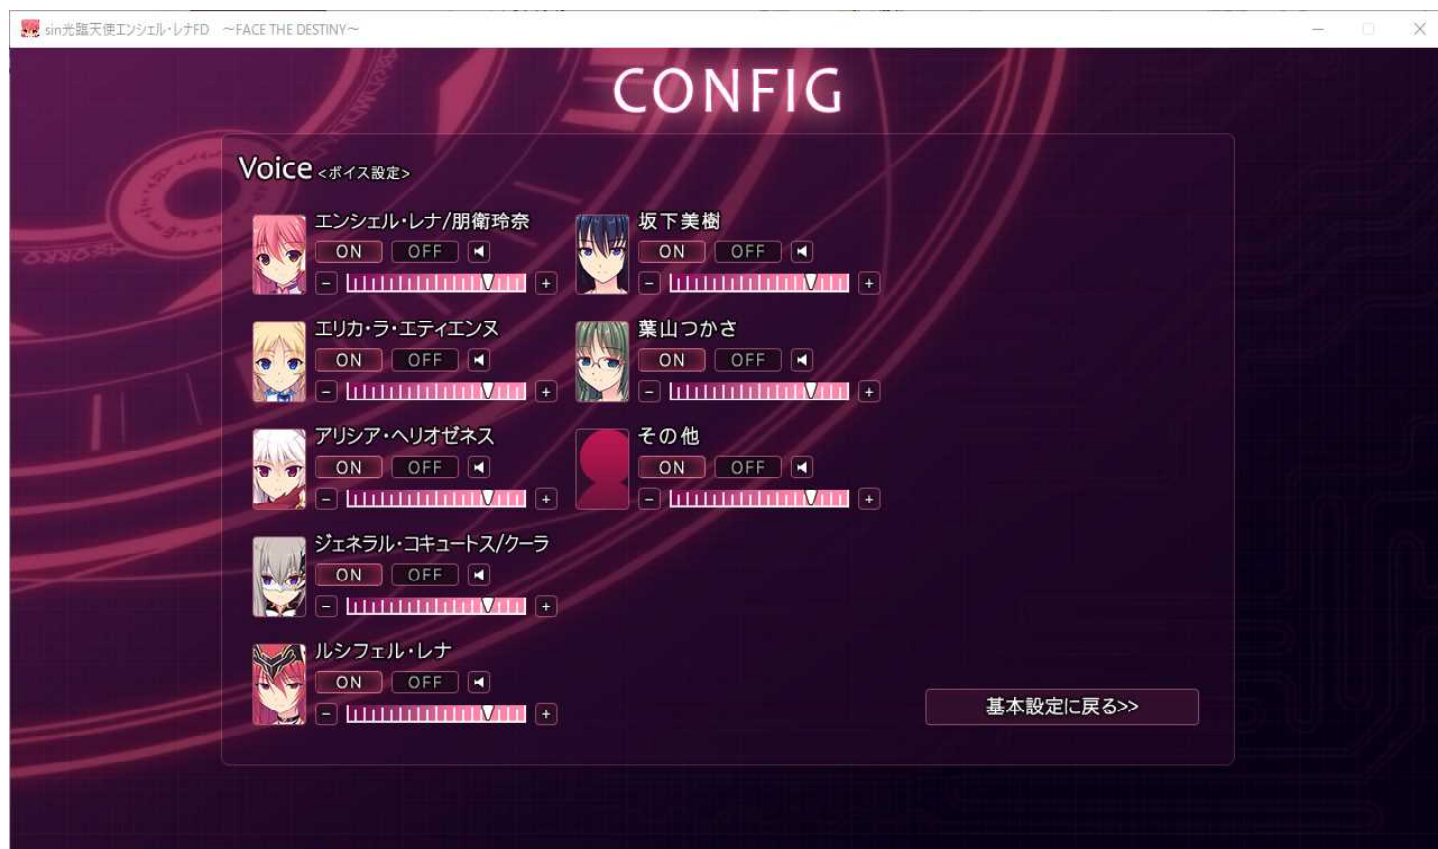 sin光臨天使エンシェル・レナFD ～FACE THE DESTINY～
CONFIG
Voice <ボイス設定>
エンシェル・レナ/朋衛玲奈
ON OFF
エリカ・ラ・エティエンヌ
ON OFF
アリシア・ヘリオゼネス
ON OFF
ジェネラル・コキュートス/クーラ
ON OFF
ルシフェル・レナ
ON OFF
坂下美樹
ON OFF
葉山つかさ
ON OFF
その他
ON OFF
基本設定に戻る>>